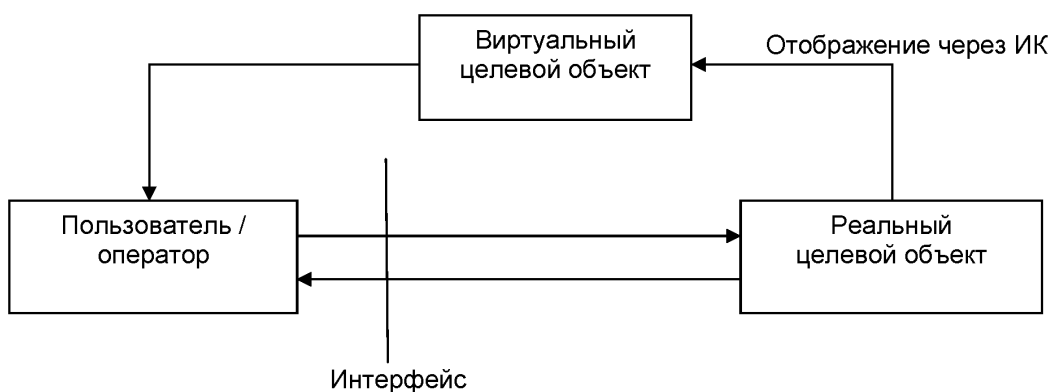 Виртуальный
целевой объект
Отображение через ИК
Пользователь /
оператор
Реальный
целевой объект
Интерфейс